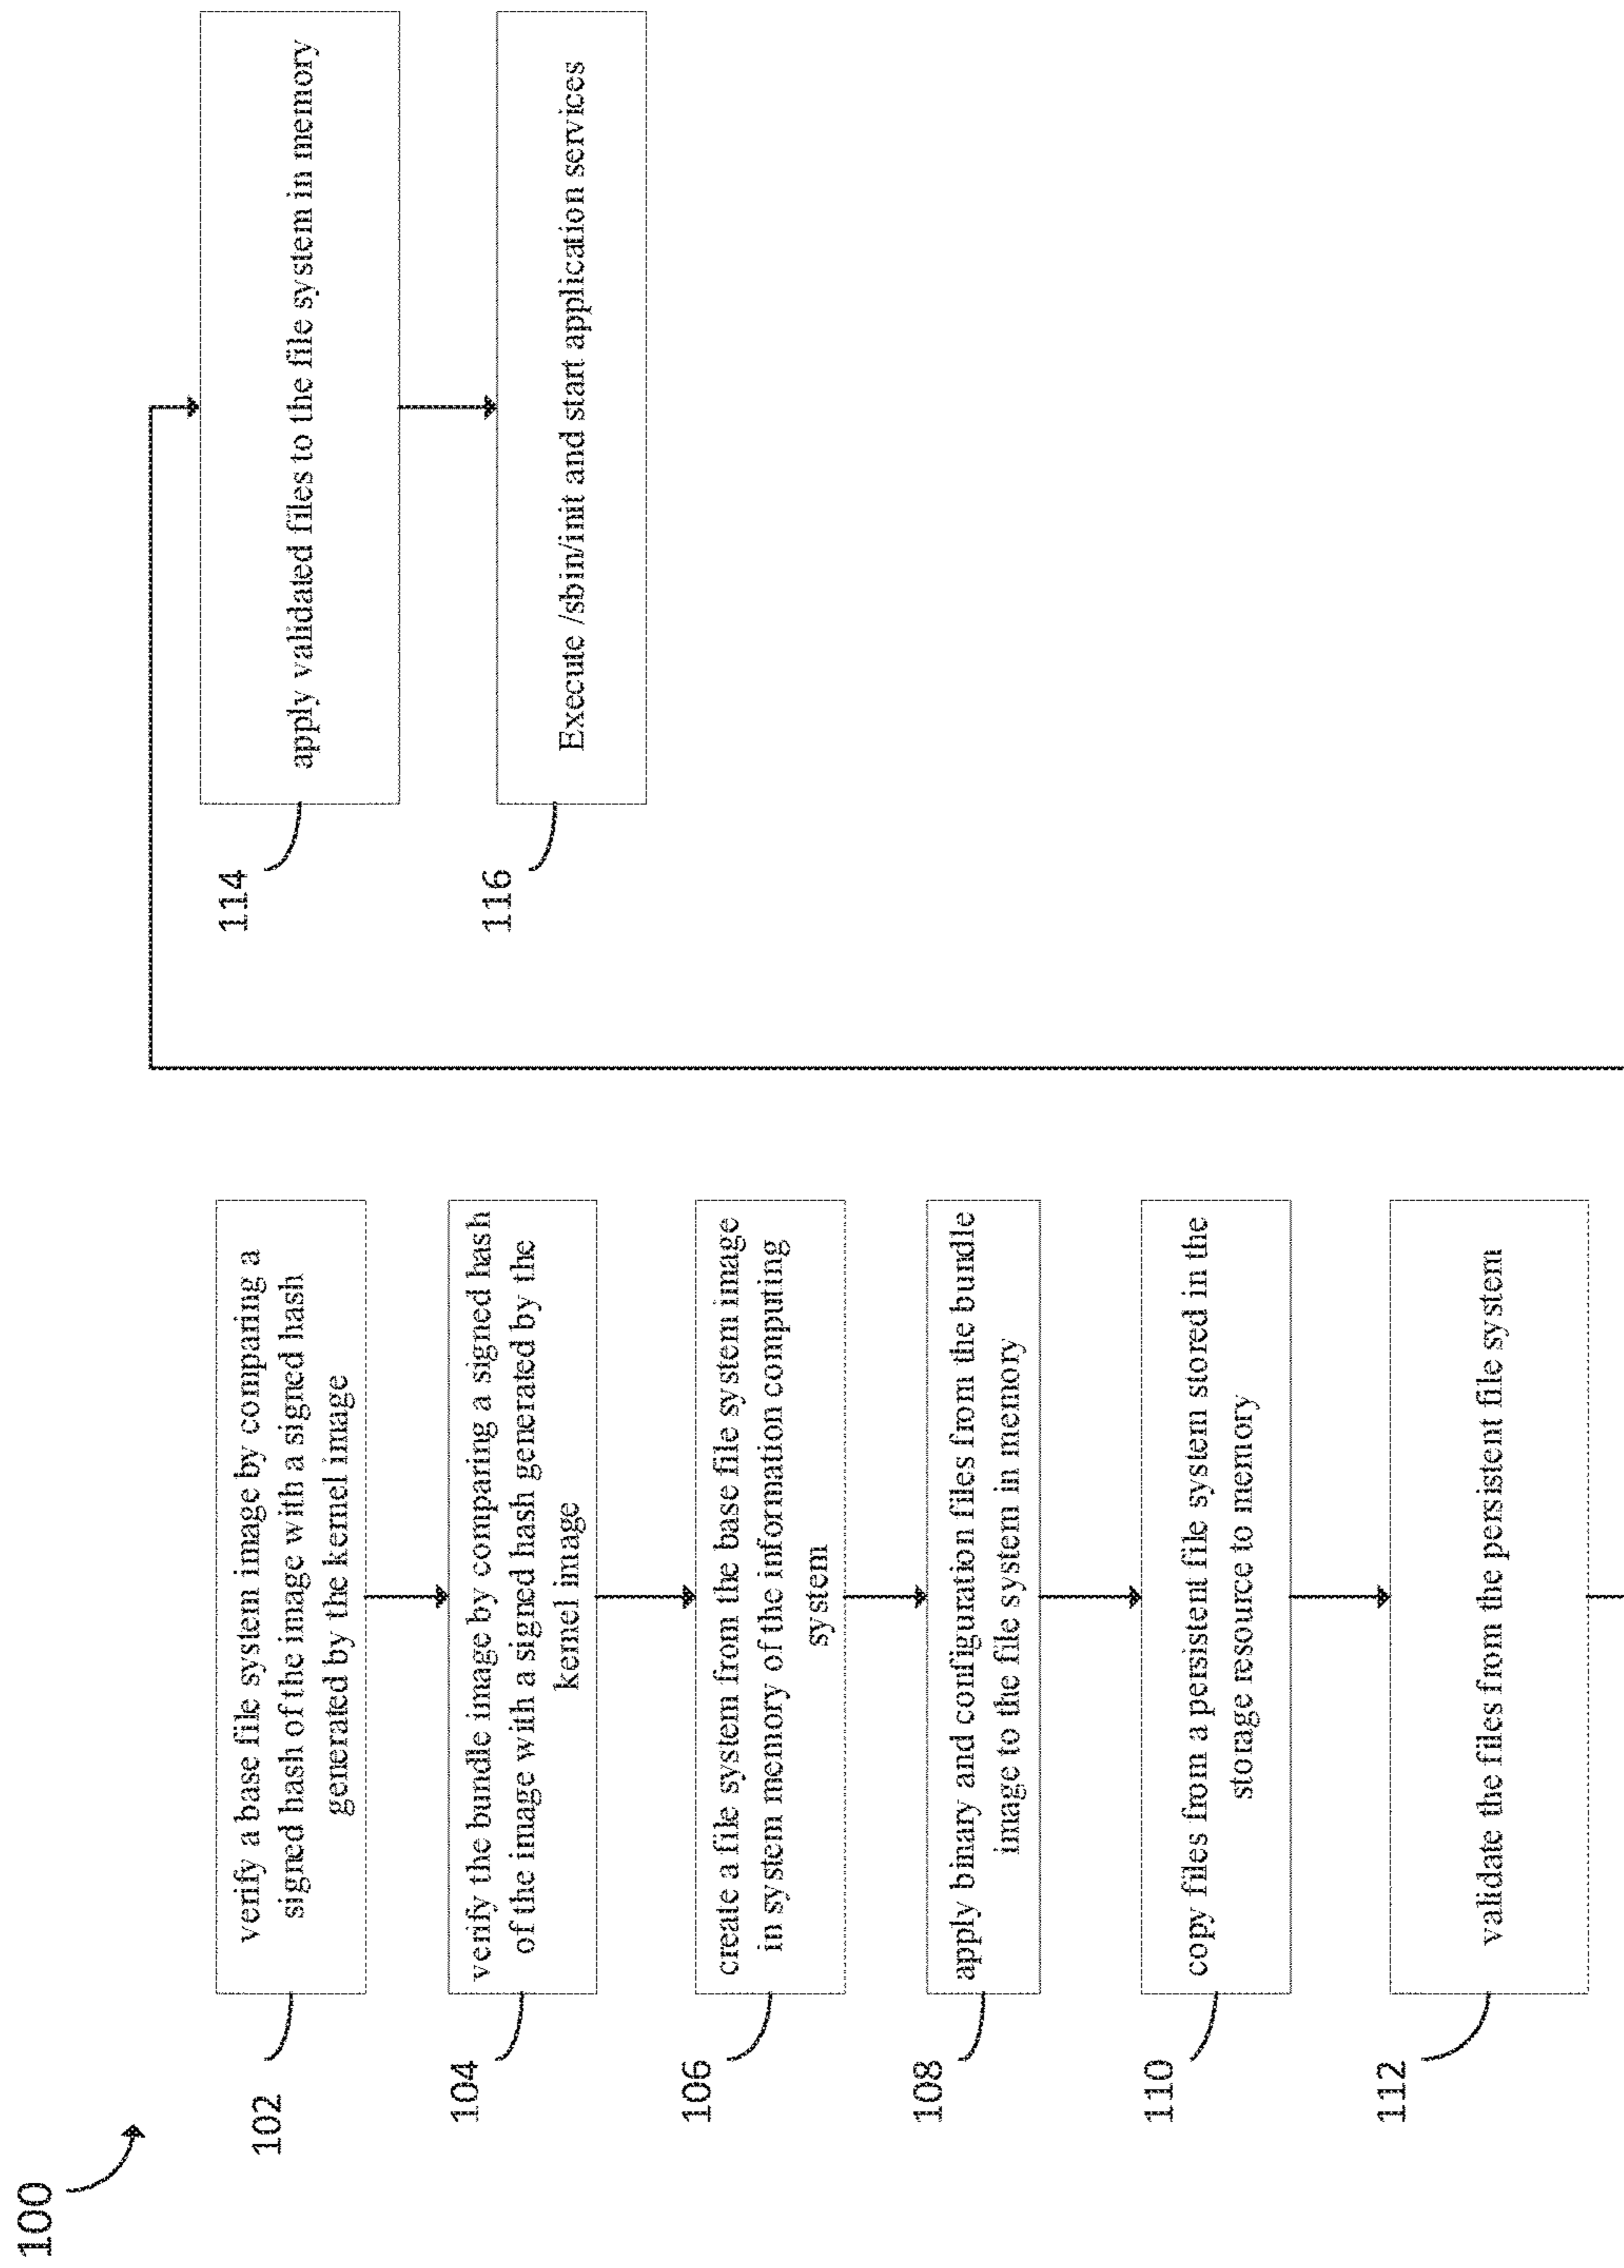 100
102
verify a base file system image by comparing a
signed hash of the image with a signed hash
generated by the kernel image
104
verify the bundle image by comparing a signed hash
of the image with a signed hash generated by the
kernel image
106
create a file system from the base file system image
in system memory of the information computing
system
108
apply binary and configuration files from the bundle
image to the file system in memory
110
copy files from a persistent file system stored in the
storage resource to memory
112
validate the files from the persistent file system
114
apply validated files to the file system in memory
116
Execute /sbin/init and start application services